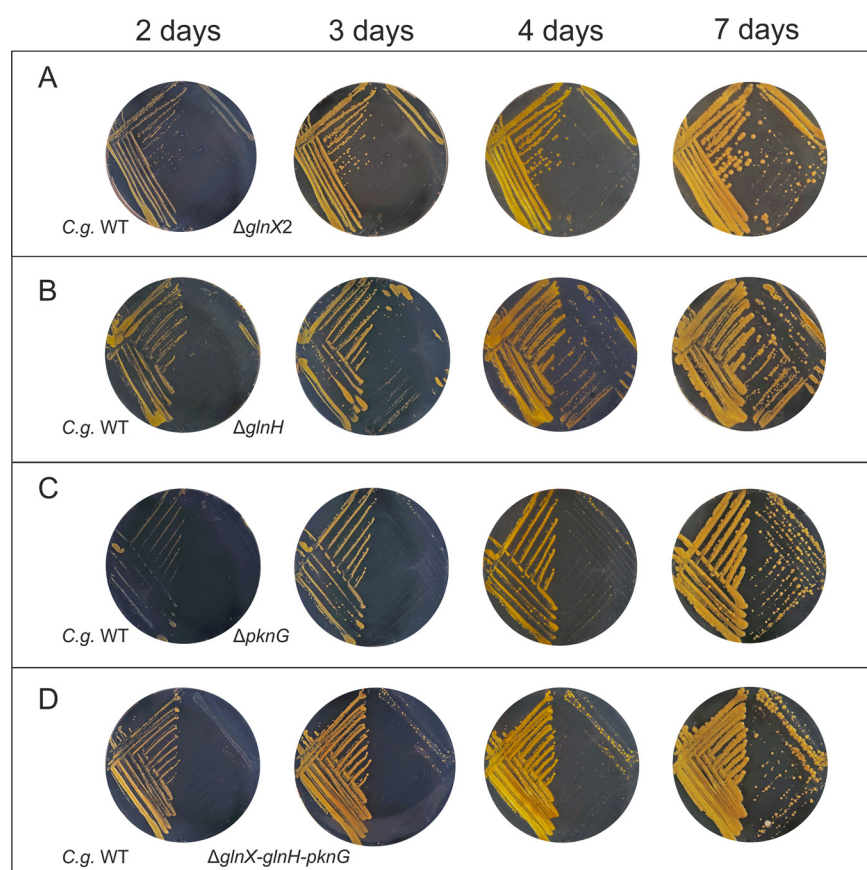 2 days 3 days 4 days 7 days
A
C.g. WT ΔglnX2
B
C.g. WT ΔglnH
C
C.g. WT ΔpknG
D
C.g. WT ΔglnX-glnH-pknG